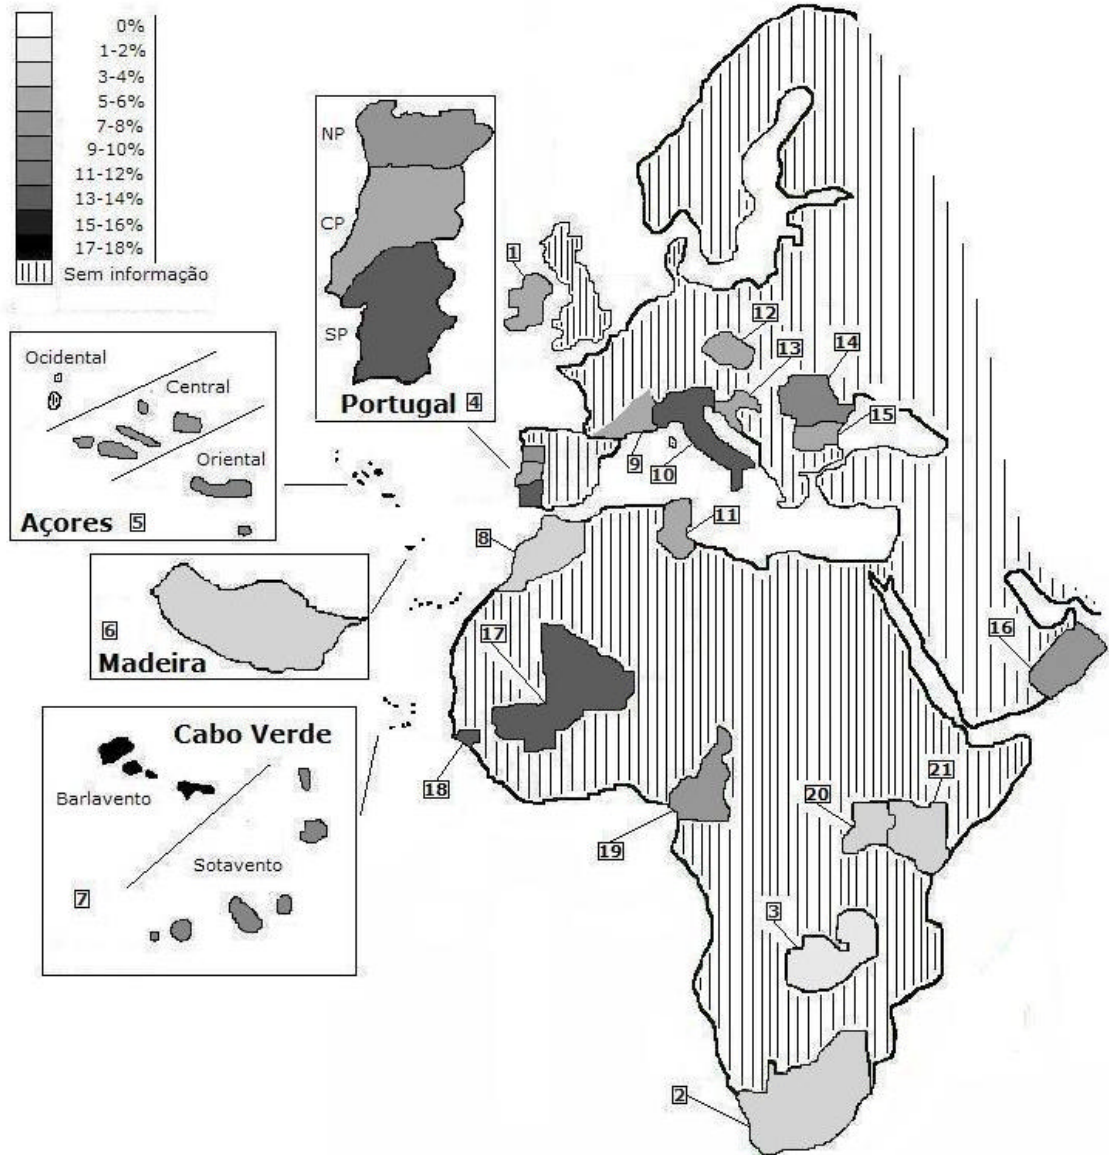 0%
1-2%
3-4%
5-6%
7-8%
9-10%
11-12%
13-14%
15-16%
17-18%
Sem informação
NP
CP
SP
Portugal 4
Ocidental
Central
Oriental
Açores 5
6
Madeira
Cabo Verde
Barlavento
Sotavento
7
1
12
13
14
15
9
10
11
8
16
17
18
19
20
21
3
2